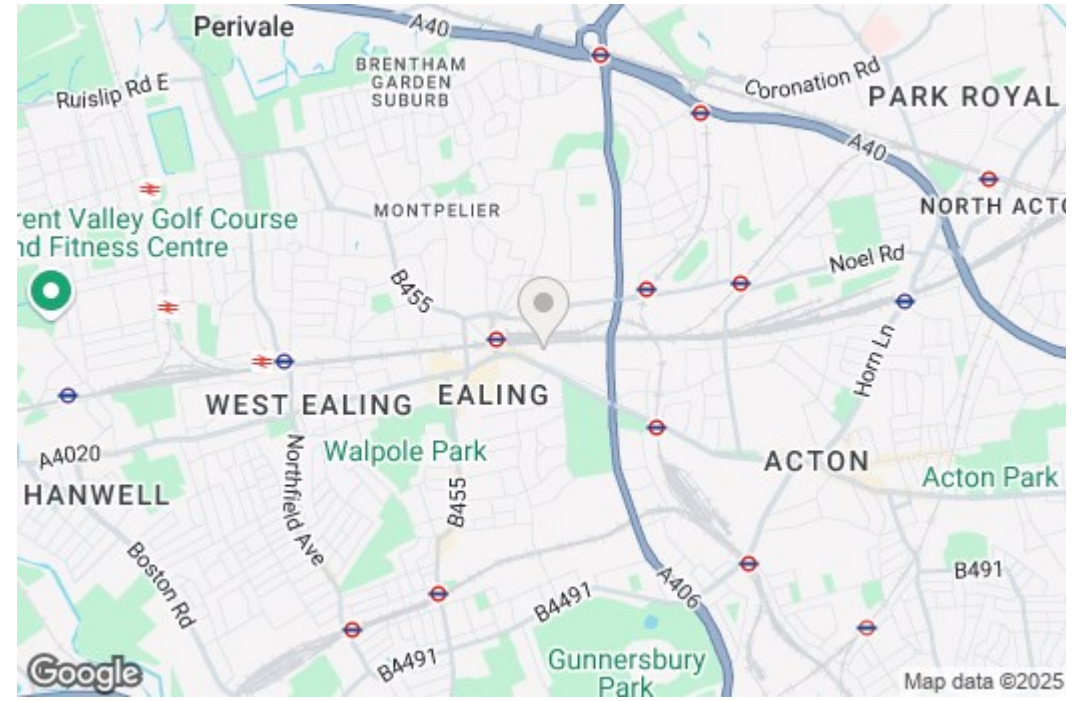 Perivale
A40
BRENTHAM
GARDEN
SUBURB
Ruislip Rd E
Coronation Rd
PARK ROYAL
A40
rent Valley Golf Course
nd Fitness Centre
MONTPELIER
NORTH ACTO
Noel Rd
B455
Horn Ln
WEST EALING
EALING
A4020
Walpole Park
Northfield Ave
ACTON
Acton Park
HANWELL
B455
Boston Rd
B491
A406
B4491
B4491
Gunnersbury
Park
Google
Map data ©2025